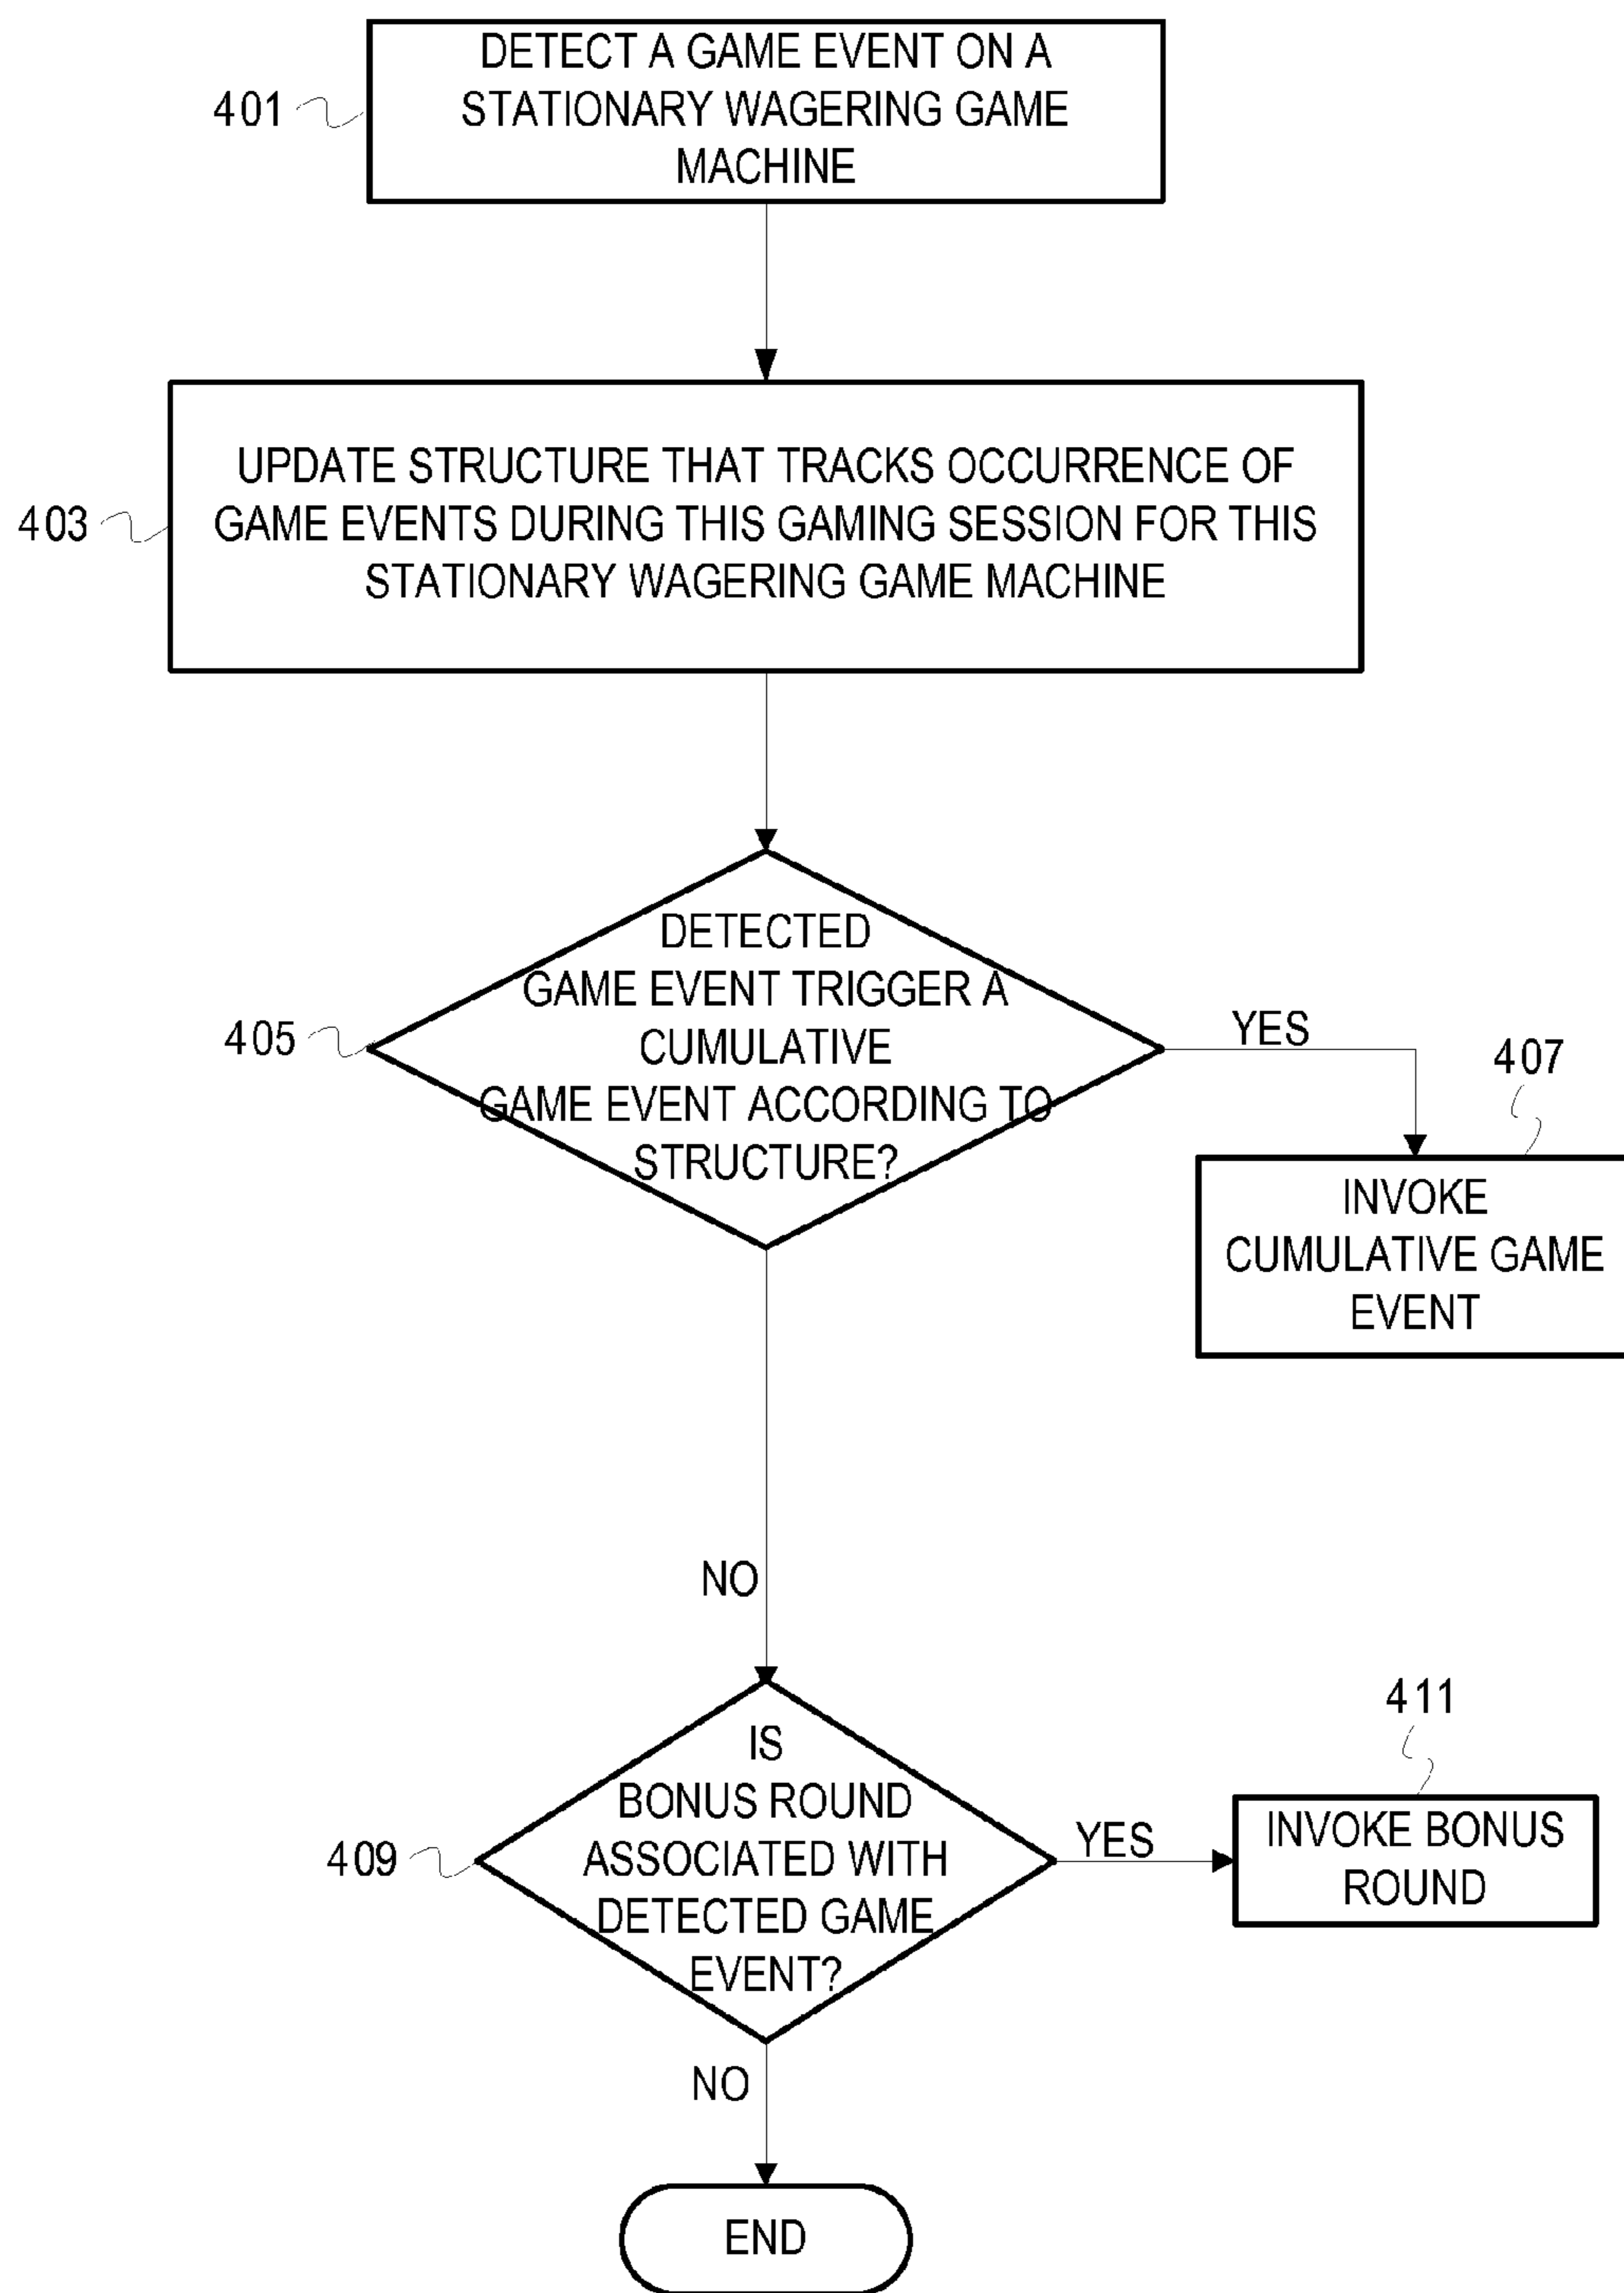 DETECT A GAME EVENT ON A
STATIONARY WAGERING GAME
MACHINE
401
UPDATE STRUCTURE THAT TRACKS OCCURRENCE OF
GAME EVENTS DURING THIS GAMING SESSION FOR THIS
STATIONARY WAGERING GAME MACHINE
403
DETECTED
GAME EVENT TRIGGER A
CUMULATIVE
GAME EVENT ACCORDING TO
STRUCTURE?
405
YES
407
INVOKE
CUMULATIVE GAME
EVENT
NO
IS
BONUS ROUND
ASSOCIATED WITH
DETECTED GAME
EVENT?
409
YES
411
INVOKE BONUS
ROUND
NO
END